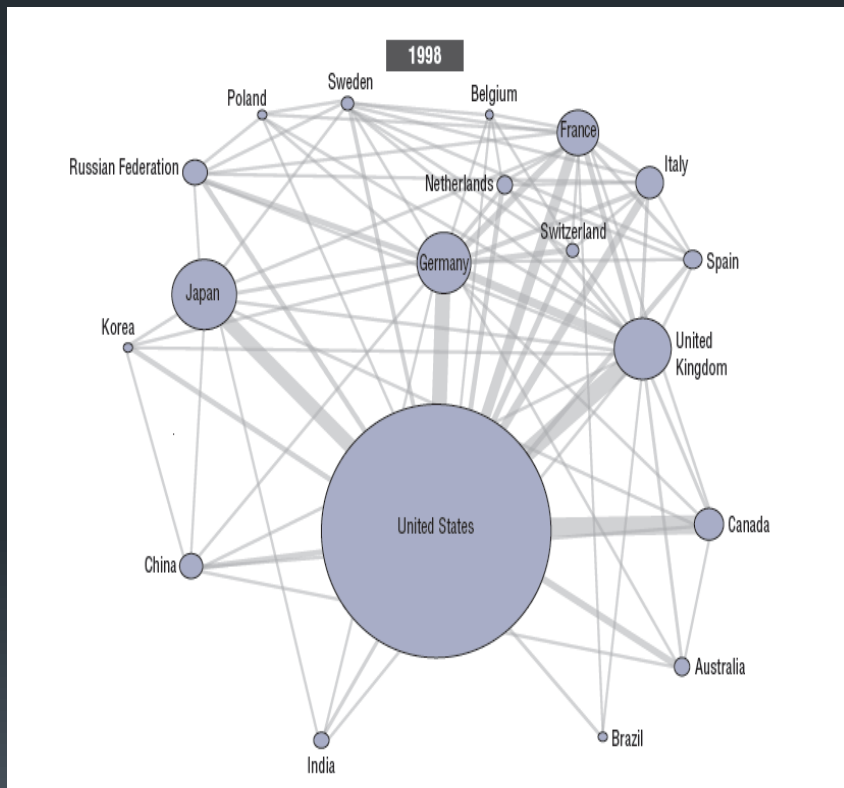 1998
Sweden
Poland
Belgium
France
Russian Federation
Italy
Netherlands
Switzerland
Germany
Spain
Japan
Korea
United
Kingdom
United States
Canada
China
Australia
Brazil
India